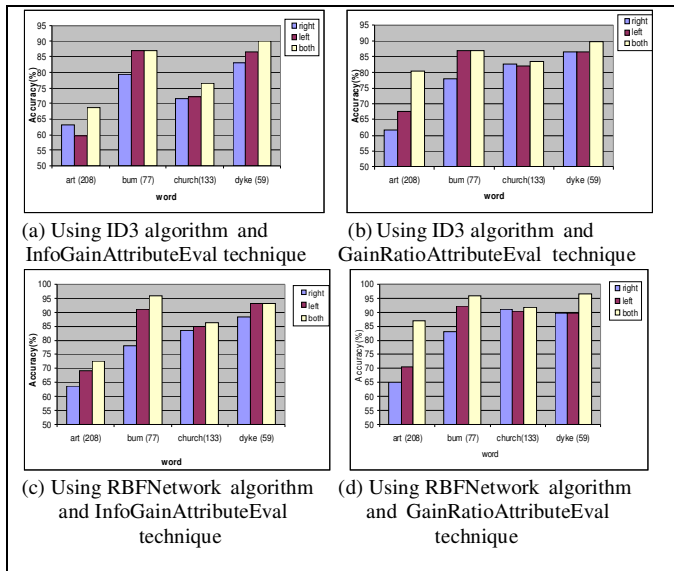 Accuracy(%)
95
90
85
80
75
70
65
60
55
50
art (208)
bum (77)
church(133)
dyke (59)
word
right
left
both
Accuracy(%)
95
90
85
80
75
70
65
60
55
50
art (208)
bum (77)
church(133)
dyke (59)
word
right
left
both
(a) Using ID3 algorithm and
InfoGainAttributeEval technique
(b) Using ID3 algorithm and
GainRatioAttributeEval technique
Accuracy(%)
100
95
90
85
80
75
70
65
60
55
50
art (208)
bum (77)
church(133)
dyke (59)
word
right
left
both
Accuracy(%)
100
95
90
85
80
75
70
65
60
55
50
art (208)
bum (77)
church(133)
dyke (59)
word
right
left
both
(c) Using RBFNetwork algorithm
and InfoGainAttributeEval
technique
(d) Using RBFNetwork algorithm
and GainRatioAttributeEval
technique